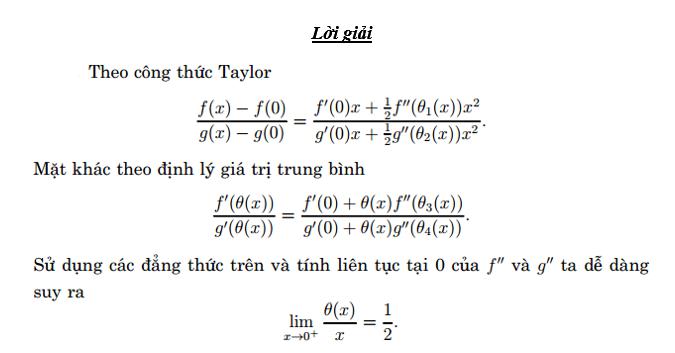 Lời giải
Theo công thức Taylor
\frac{f(x) - f(0)}{g(x) - g(0)} = \frac{f'(0)x + \frac{1}{2}f''(\theta_1(x))x^2}{g'(0)x + \frac{1}{2}g''(\theta_2(x))x^2}.
Mặt khác theo định lý giá trị trung bình
\frac{f'(\theta(x))}{g'(\theta(x))} = \frac{f'(0) + \theta(x)f''(\theta_3(x))}{g'(0) + \theta(x)g''(\theta_4(x))}.
Sử dụng các đẳng thức trên và tính liên tục tại 0 của f'' và g'' ta dễ dàng
suy ra
\lim_{x \to 0^+} \frac{\theta(x)}{x} = \frac{1}{2}.